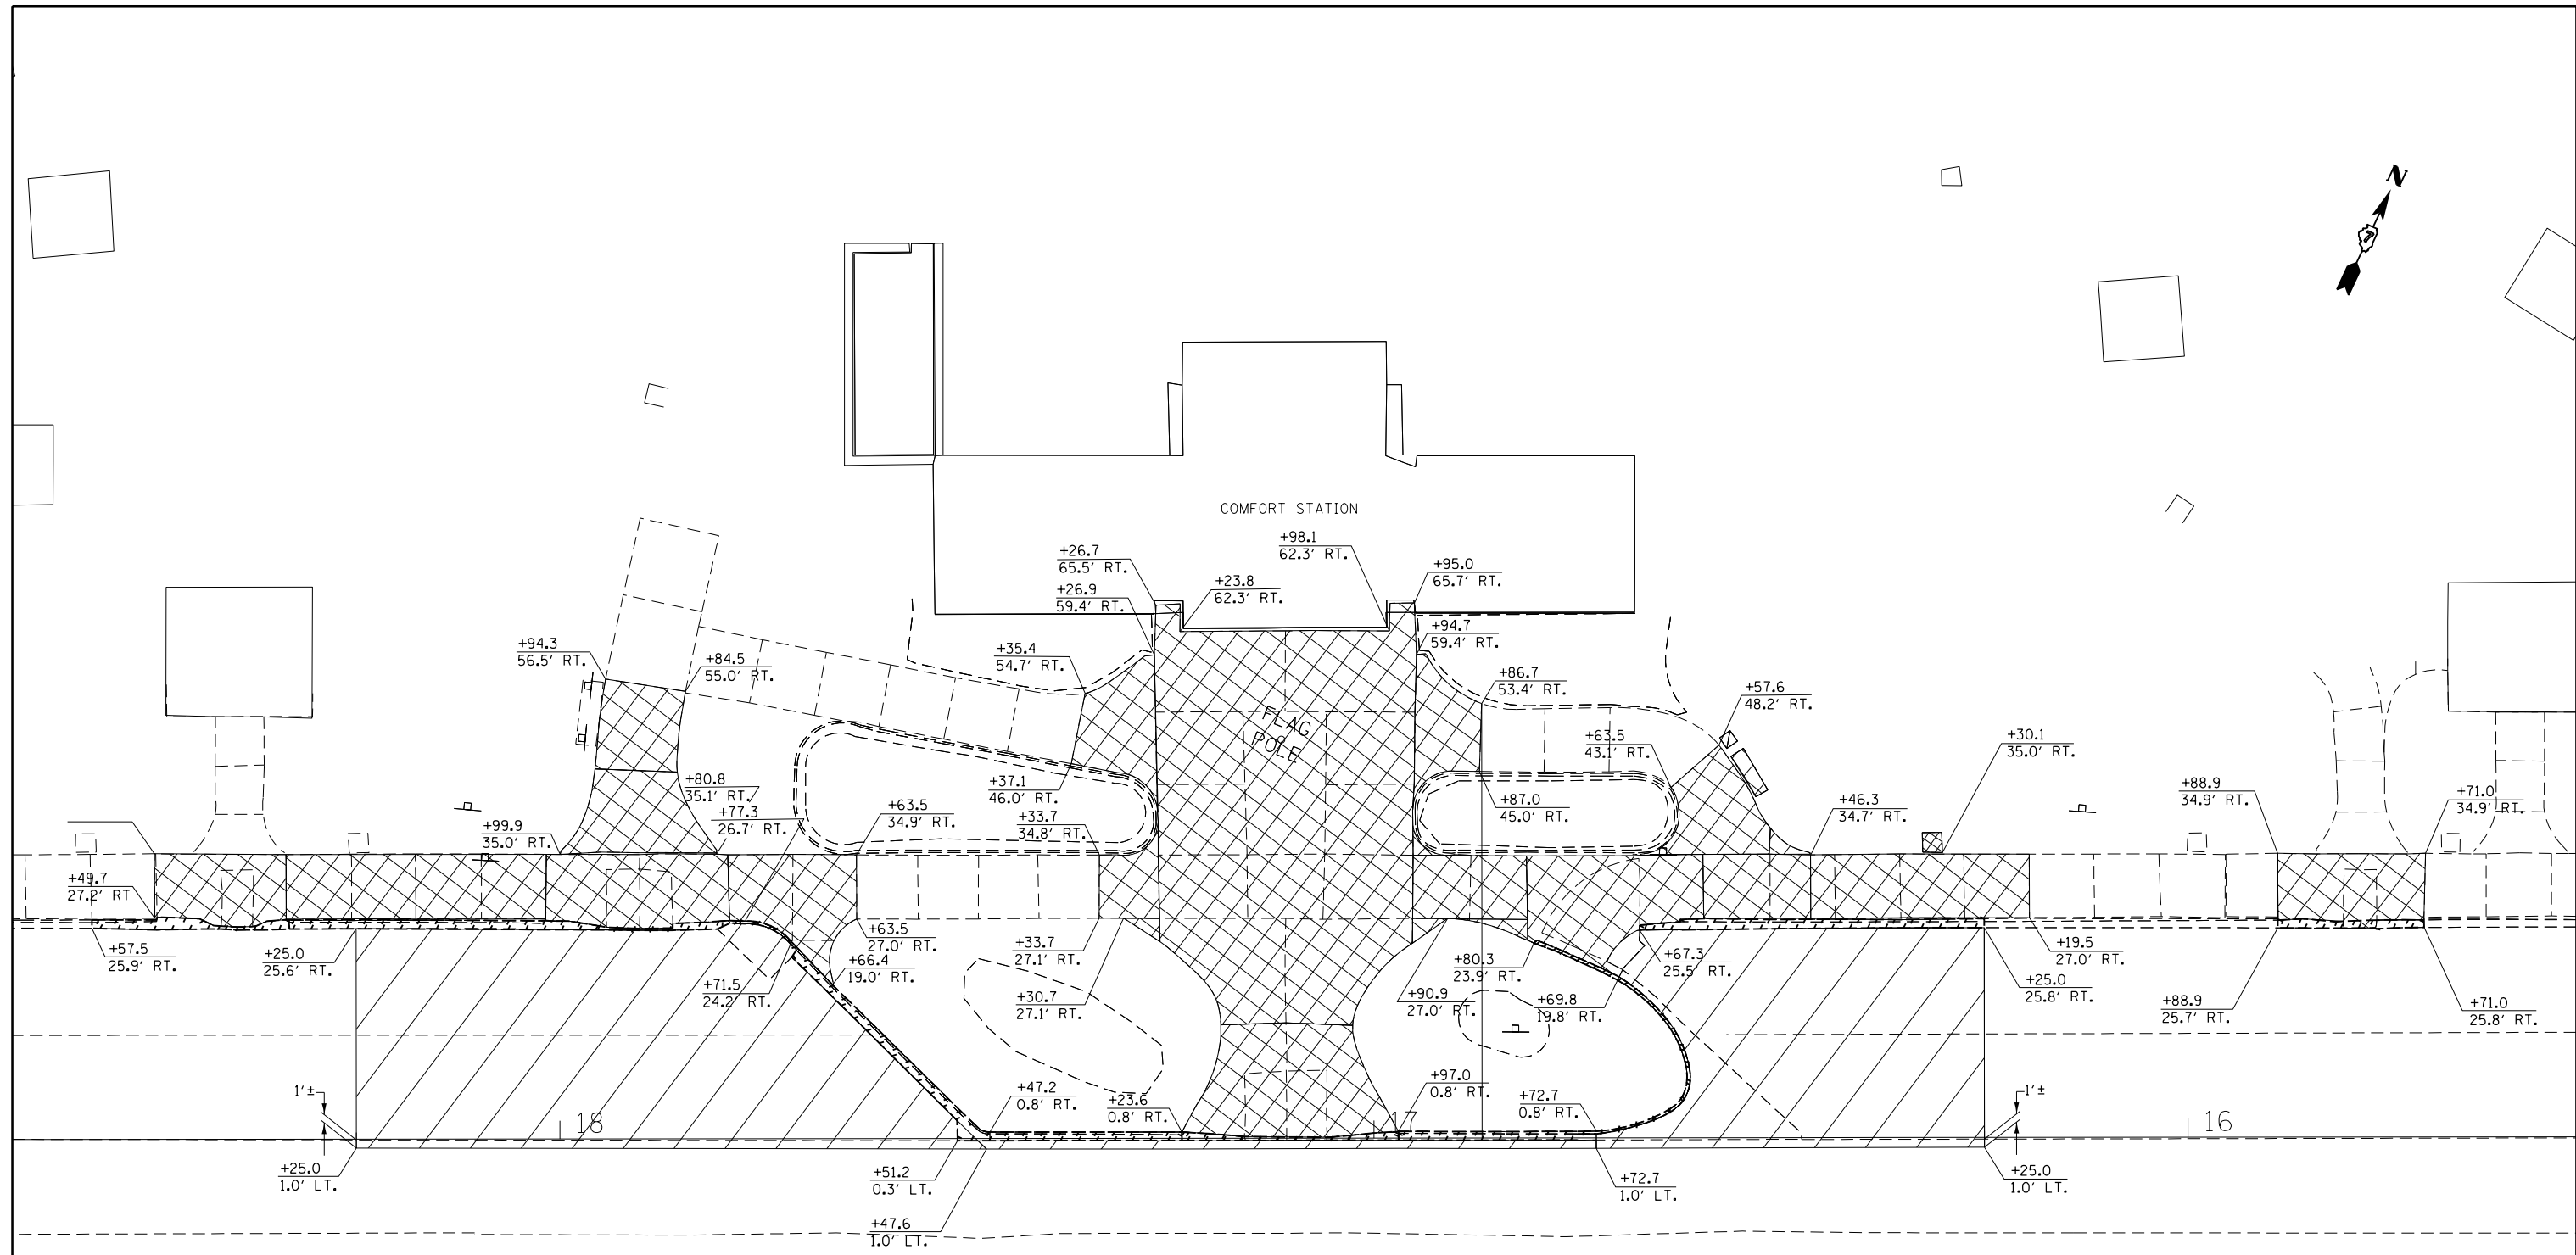 N
7
COMFORT STATION
+98.1
62.3' RT.
+26.7
65.5' RT.
+23.8
62.3' RT.
+95.0
65.7' RT.
+26.9
59.4' RT.
+94.7
59.4' RT.
+94.3
56.5' RT.
+84.5
55.0' RT.
+35.4
54.7' RT.
+86.7
53.4' RT.
+57.6
48.2' RT.
FLAG
POLE
+63.5
43.1' RT.
+30.1
35.0' RT.
+80.8
35.1' RT.
+77.3
26.7' RT.
+63.5
34.9' RT.
+37.1
46.0' RT.
+33.7
34.8' RT.
+87.0
45.0' RT.
+46.3
34.7' RT.
+88.9
34.9' RT.
+71.0
34.9' RT.
+99.9
35.0' RT.
+49.7
27.2' RT
+57.5
25.9' RT.
+25.0
25.6' RT.
+63.5
27.0' RT.
+33.7
27.1' RT.
+80.3
23.9' RT.
+67.3
25.5' RT.
+19.5
27.0' RT.
+66.4
19.0' RT.
+71.5
24.2' RT.
+30.7
27.1' RT.
+90.9
27.0' RT.
+69.8
19.8' RT.
+25.0
25.8' RT.
+88.9
25.7' RT.
+71.0
25.8' RT.
1'±
+47.2
0.8' RT.
+23.6
0.8' RT.
+97.0
0.8' RT.
+72.7
0.8' RT.
1'±
18
17
16
+25.0
1.0' LT.
+51.2
0.3' LT.
+72.7
1.0' LT.
+25.0
1.0' LT.
+47.6
1.0' LT.